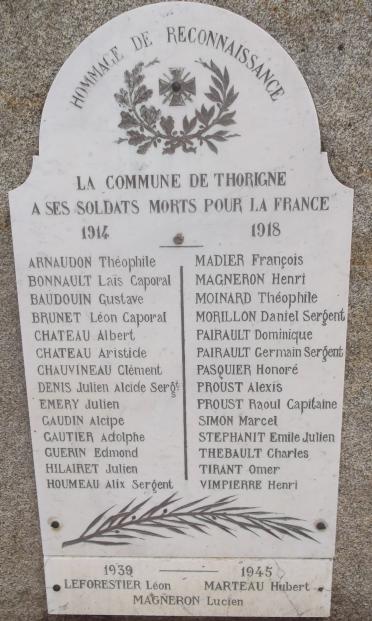 HOMMAGE DE RECONNAISSANCE
LA COMMUNE DE THORIGNE
A SES SOLDATS MORTS POUR LA FRANCE
1914 1918
ARNAUDON Théophile
BONNAULT Laïs Caporal
BAUDOUIN Gustave
BRUNET Léon Caporal
CHATEAU Albert
CHATEAU Aristide
CHAUVINEAU Clément
DENIS Julien Alcide Sergt
EMERY Julien
GAUDIN Alcipe
GAUTIER Adolphe
GUERIN Edmond
HILAIRET Julien
HOUMEAU Alix Sergent
MADIER François
MAGNERON Henri
MOINARD Théophile
MORILLON Daniel Sergent
PAIRAULT Dominique
PAIRAULT Germain Sergent
PASQUIER Honoré
PROUST Alexis
PROUST Raoul Capitaine
SIMON Marcel
STEPHANIT Emile Julien
THEBAULT Charles
TIRANT Omer
VIMPIERRE Henri
1939 1945
LEFORESTIER Léon MARTEAU Hubert
MAGNERON Lucien